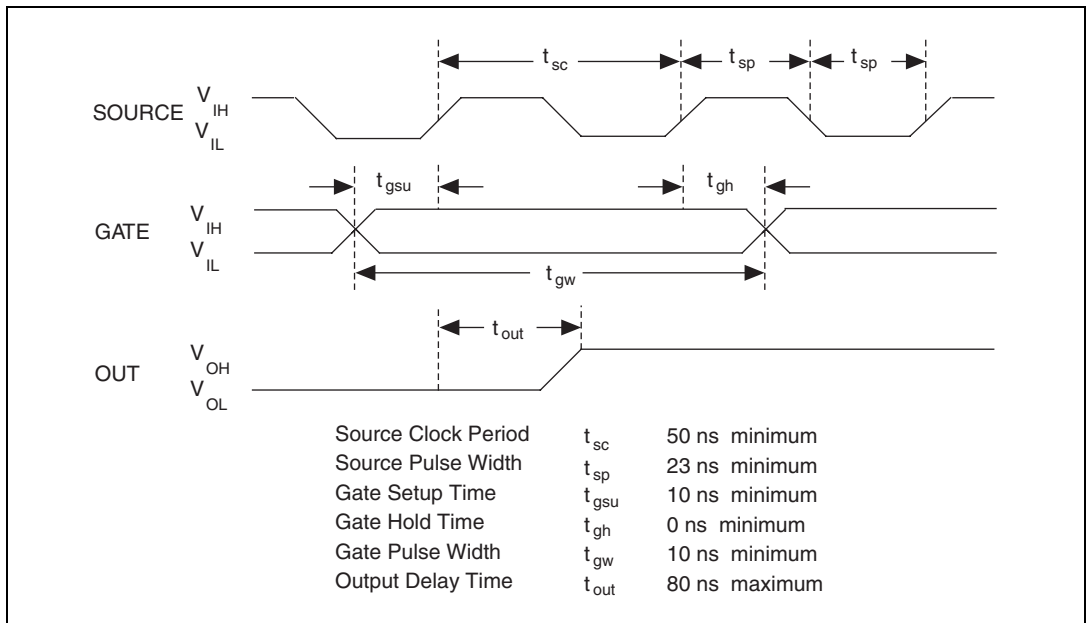 t sc t sp t sp
SOURCE V IH
V IL
t gsu t gh
GATE V IH
V IL
t gw
t out
OUT V OH
V OL
Source Clock Period t sc 50 ns minimum
Source Pulse Width t sp 23 ns minimum
Gate Setup Time t gsu 10 ns minimum
Gate Hold Time t gh 0 ns minimum
Gate Pulse Width t gw 10 ns minimum
Output Delay Time t out 80 ns maximum